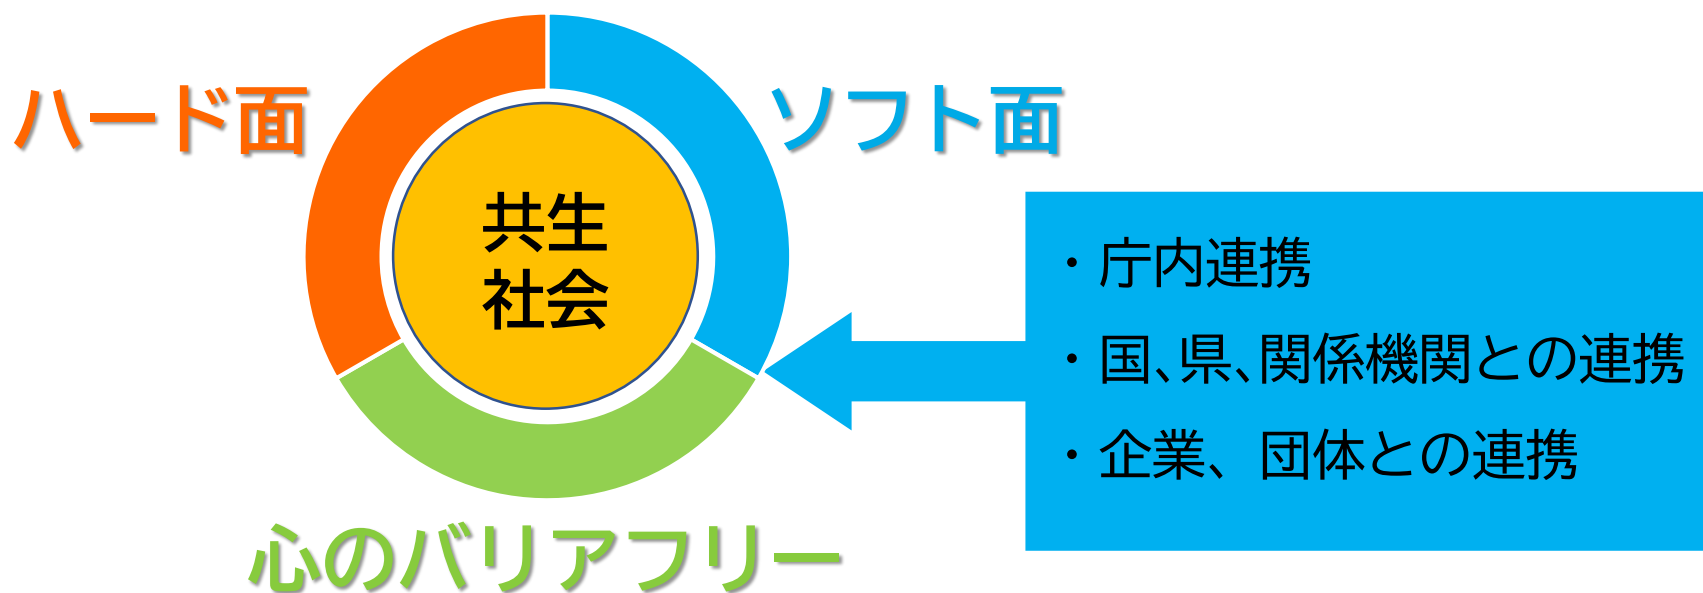 ハード面
ソフト面
共生
社会
・庁内連携
・国、県、関係機関との連携
・企業、団体との連携
心のバリアフリー